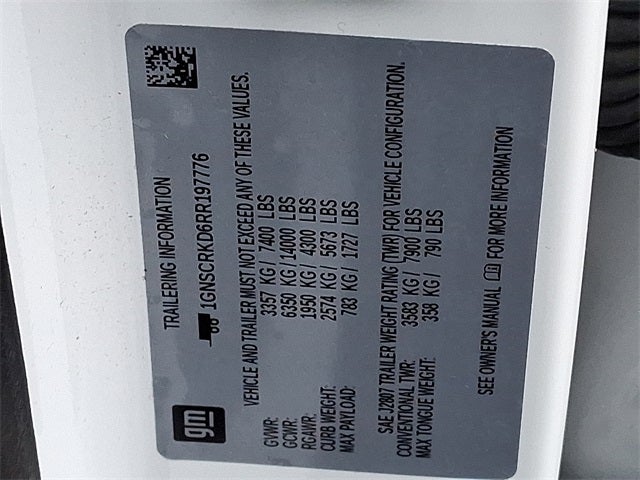 gm
TRAILERING INFORMATION
1GNSCRKD6RR197776
VEHICLE AND TRAILER MUST NOT EXCEED ANY OF THESE VALUES.
GVWR: 3357 KG/ 7400 LBS
GCWR: 6350 KG/ 14000 LBS
RGAWR: 1950 KG/ 4300 LBS
CURB WEIGHT: 2574 KG/ 5673 LBS
MAX PAYLOAD: 783 KG/ 1727 LBS
SAE J2807 TRAILER WEIGHT RATING (TWR) FOR VEHICLE CONFIGURATION.
CONVENTIONAL TWR: 3583 KG/ 7900 LBS
MAX TONGUE WEIGHT: 358 KG/ 790 LBS
SEE OWNER'S MANUAL FOR MORE INFORMATION